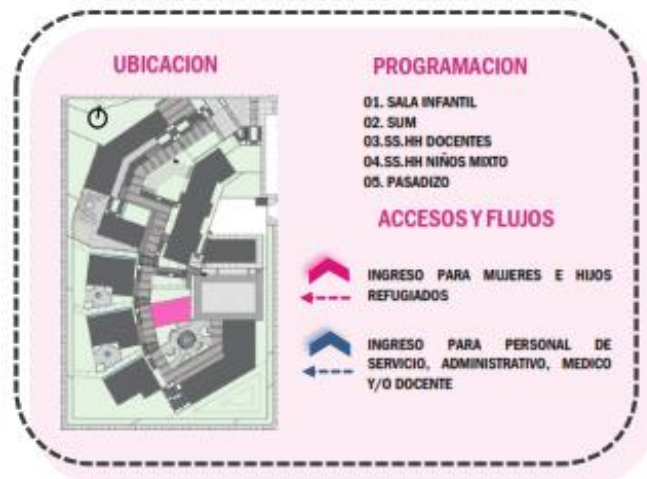 UBICACION
PROGRAMACION
01. SALA INFANTIL
02. SUM
03.SS.HH DOCENTES
04.SS.HH NIÑOS MIXTO
05. PASADIZO
ACCESOS Y FLUJOS
INGRESO PARA MUJERES E HIJOS
REFUGIADOS
INGRESO PARA PERSONAL DE
SERVICIO, ADMINISTRATIVO, MEDICO
Y/O DOCENTE